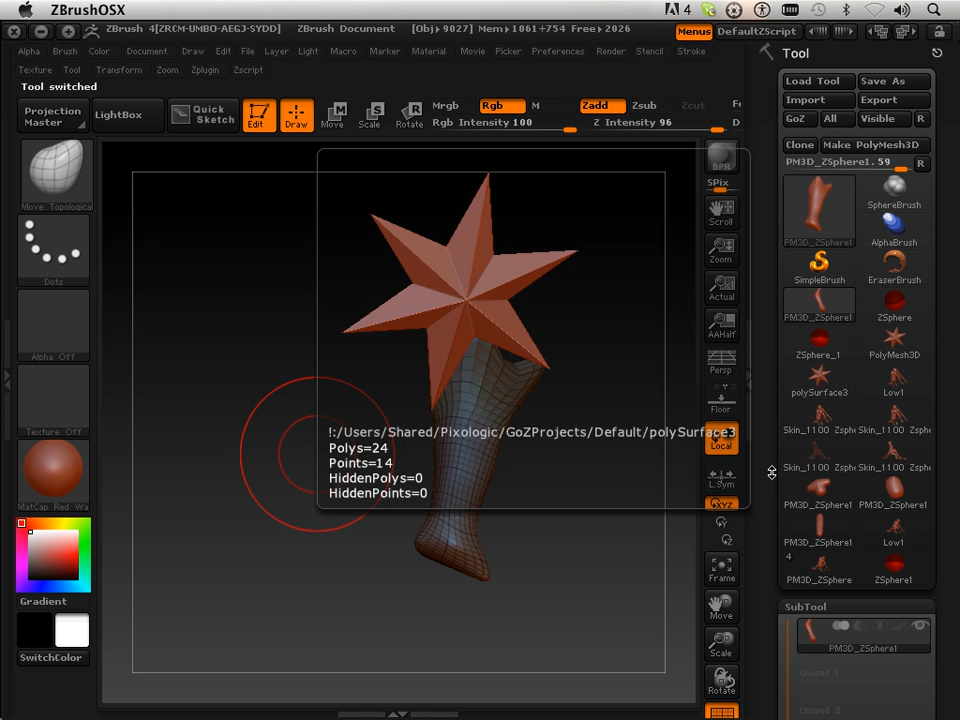 ZBrushOSX
4
ZBrush 4[ZRCM-UMBO-AEGJ-SYDD] ZBrush Document [Obj▸9027] Mem▸1061+754 Free▸2026 Menus DefaultZScript
Alpha Brush Color Document Draw Edit File Layer Light Macro Marker Material Movie Picker Preferences Render Stencil Stroke
Texture Tool Transform Zoom Zplugin Zscript
Tool switched
Projection Master
LightBox
Quick Sketch
Edit
Draw
Move
Scale
Rotate
Mrgb Rgb M Zadd Zsub Zcut
Rgb Intensity 100 Z Intensity 96
Move Topological
Dots
Alpha Off
Texture Off
MatCap Red Wa
Gradient
SwitchColor
!:/Users/Shared/Pixologic/GoZProjects/Default/polySurface3
Polys=24
Points=14
HiddenPolys=0
HiddenPoints=0
BPR
SPix
Scroll
Zoom
Actual
AAHalf
Persp
Floor
Local
L.Sym
Frame
Move
Scale
Rotate
Tool
Load Tool Save As
Import Export
GoZ All Visible R
Clone Make PolyMesh3D
PM3D_ZSphere1. 59 R
PM3D_ZSphere1 SphereBrush
AlphaBrush
SimpleBrush EraserBrush
PM3D_ZSphere1 ZSphere
ZSphere_1 PolyMesh3D
polySurface3 Low1
Skin_1100_Zsphe Skin_1100_Zsphe
Skin_1100_Zsphe Skin_1100_Zsphe
PM3D_ZSphere1 PM3D_ZSphere1
PM3D_ZSphere1 Low1
4
PM3D_ZSphere ZSphere1
SubTool
PM3D_ZSphere1
Unused 1
Unused 2